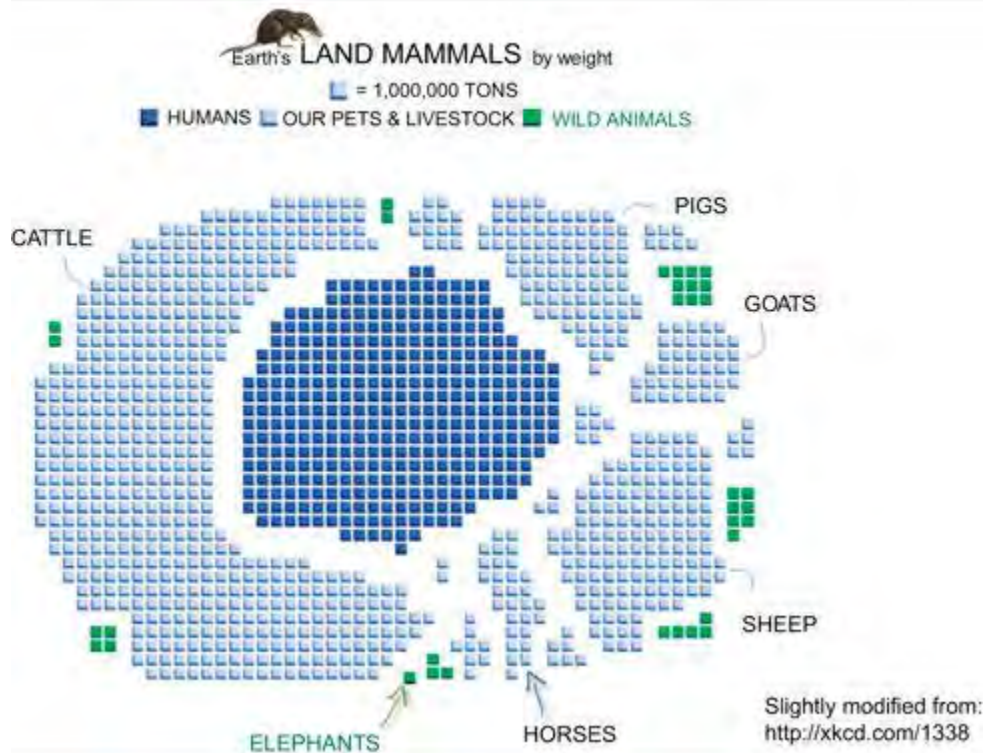 Earth's LAND MAMMALS by weight
= 1,000,000 TONS
HUMANS OUR PETS & LIVESTOCK WILD ANIMALS
PIGS
CATTLE
GOATS
SHEEP
ELEPHANTS
HORSES
Slightly modified from:
http://xkcd.com/1338